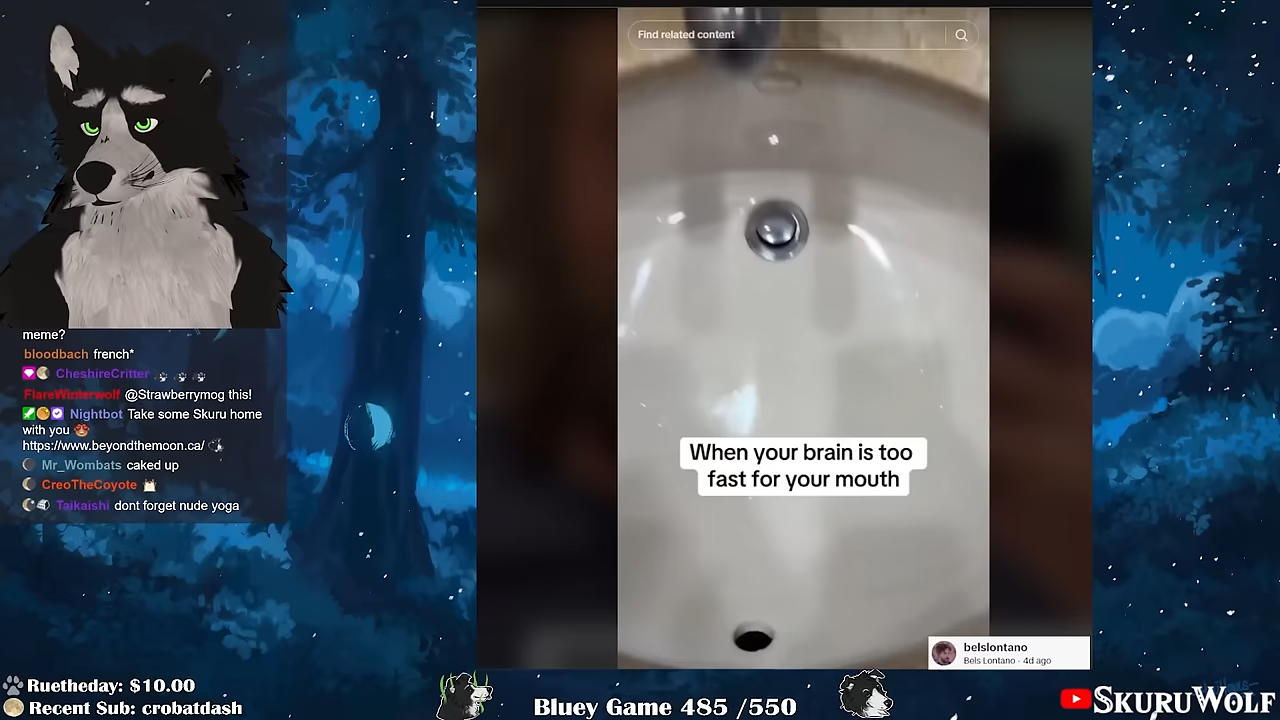 Find related content
meme?
bloodbach french*
CheshireCritter
FlareWinterwolf @Strawberrymog this!
Nightbot Take some Skuru home
with you
https://www.beyondthemoon.ca/
Mr_Wombats caked up
CreoTheCoyote
Taikaishi dont forget nude yoga
When your brain is too
fast for your mouth
belslontano
Bels Lontano · 4d ago
Ruetheday: $10.00
Recent Sub: crobatdash
Bluey Game 485 /550
SkuruWolf